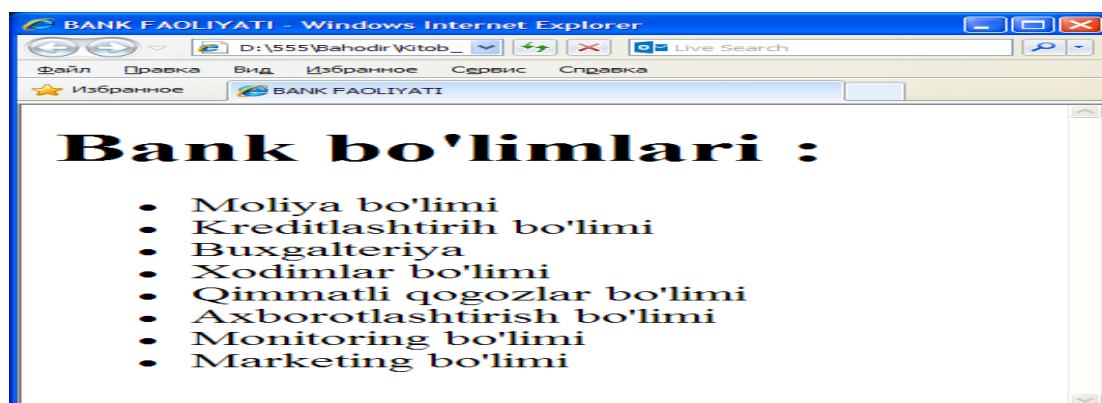 BANK FAOLIYATI - Windows Internet Explorer
D:\555\Bahodir\Kitob_ Live Search
Файл Правка Вид Избранное Сервис Справка
Избранное BANK FAOLIYATI
Bank bo'limlari :
• Moliya bo'limi
• Kreditlashtirih bo'limi
• Buxgalteriya
• Xodimlar bo'limi
• Qimmatli qogozlar bo'limi
• Axborotlashtirish bo'limi
• Monitoring bo'limi
• Marketing bo'limi